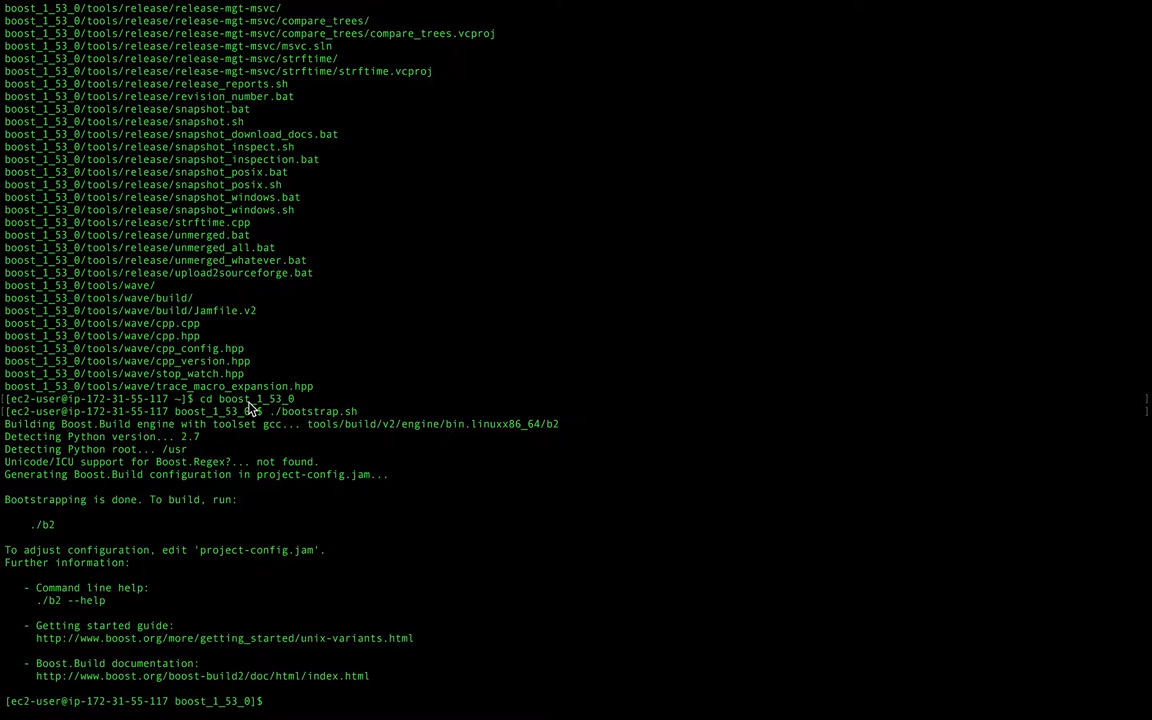 boost_1_53_0/tools/release/release-mgt-msvc/
boost_1_53_0/tools/release/release-mgt-msvc/compare_trees/
boost_1_53_0/tools/release/release-mgt-msvc/compare_trees/compare_trees.vcproj
boost_1_53_0/tools/release/release-mgt-msvc/msvc.sln
boost_1_53_0/tools/release/release-mgt-msvc/strftime/
boost_1_53_0/tools/release/release-mgt-msvc/strftime/strftime.vcproj
boost_1_53_0/tools/release/release_reports.sh
boost_1_53_0/tools/release/revision_number.bat
boost_1_53_0/tools/release/snapshot.bat
boost_1_53_0/tools/release/snapshot.sh
boost_1_53_0/tools/release/snapshot_download_docs.bat
boost_1_53_0/tools/release/snapshot_inspect.sh
boost_1_53_0/tools/release/snapshot_inspection.bat
boost_1_53_0/tools/release/snapshot_posix.bat
boost_1_53_0/tools/release/snapshot_posix.sh
boost_1_53_0/tools/release/snapshot_windows.bat
boost_1_53_0/tools/release/snapshot_windows.sh
boost_1_53_0/tools/release/strftime.cpp
boost_1_53_0/tools/release/unmerged.bat
boost_1_53_0/tools/release/unmerged_all.bat
boost_1_53_0/tools/release/unmerged_whatever.bat
boost_1_53_0/tools/release/upload2sourceforge.bat
boost_1_53_0/tools/wave/
boost_1_53_0/tools/wave/build/
boost_1_53_0/tools/wave/build/Jamfile.v2
boost_1_53_0/tools/wave/cpp.cpp
boost_1_53_0/tools/wave/cpp.hpp
boost_1_53_0/tools/wave/cpp_config.hpp
boost_1_53_0/tools/wave/cpp_version.hpp
boost_1_53_0/tools/wave/stop_watch.hpp
boost_1_53_0/tools/wave/trace_macro_expansion.hpp
[[ec2-user@ip-172-31-55-117 ~]$ cd boost_1_53_0 ]
[[ec2-user@ip-172-31-55-117 boost_1_53_0]$ ./bootstrap.sh ]
Building Boost.Build engine with toolset gcc... tools/build/v2/engine/bin.linuxx86_64/b2
Detecting Python version... 2.7
Detecting Python root... /usr
Unicode/ICU support for Boost.Regex?... not found.
Generating Boost.Build configuration in project-config.jam...
Bootstrapping is done. To build, run:
./b2
To adjust configuration, edit 'project-config.jam'.
Further information:
- Command line help:
./b2 --help
- Getting started guide:
http://www.boost.org/more/getting_started/unix-variants.html
- Boost.Build documentation:
http://www.boost.org/boost-build2/doc/html/index.html
[ec2-user@ip-172-31-55-117 boost_1_53_0]$